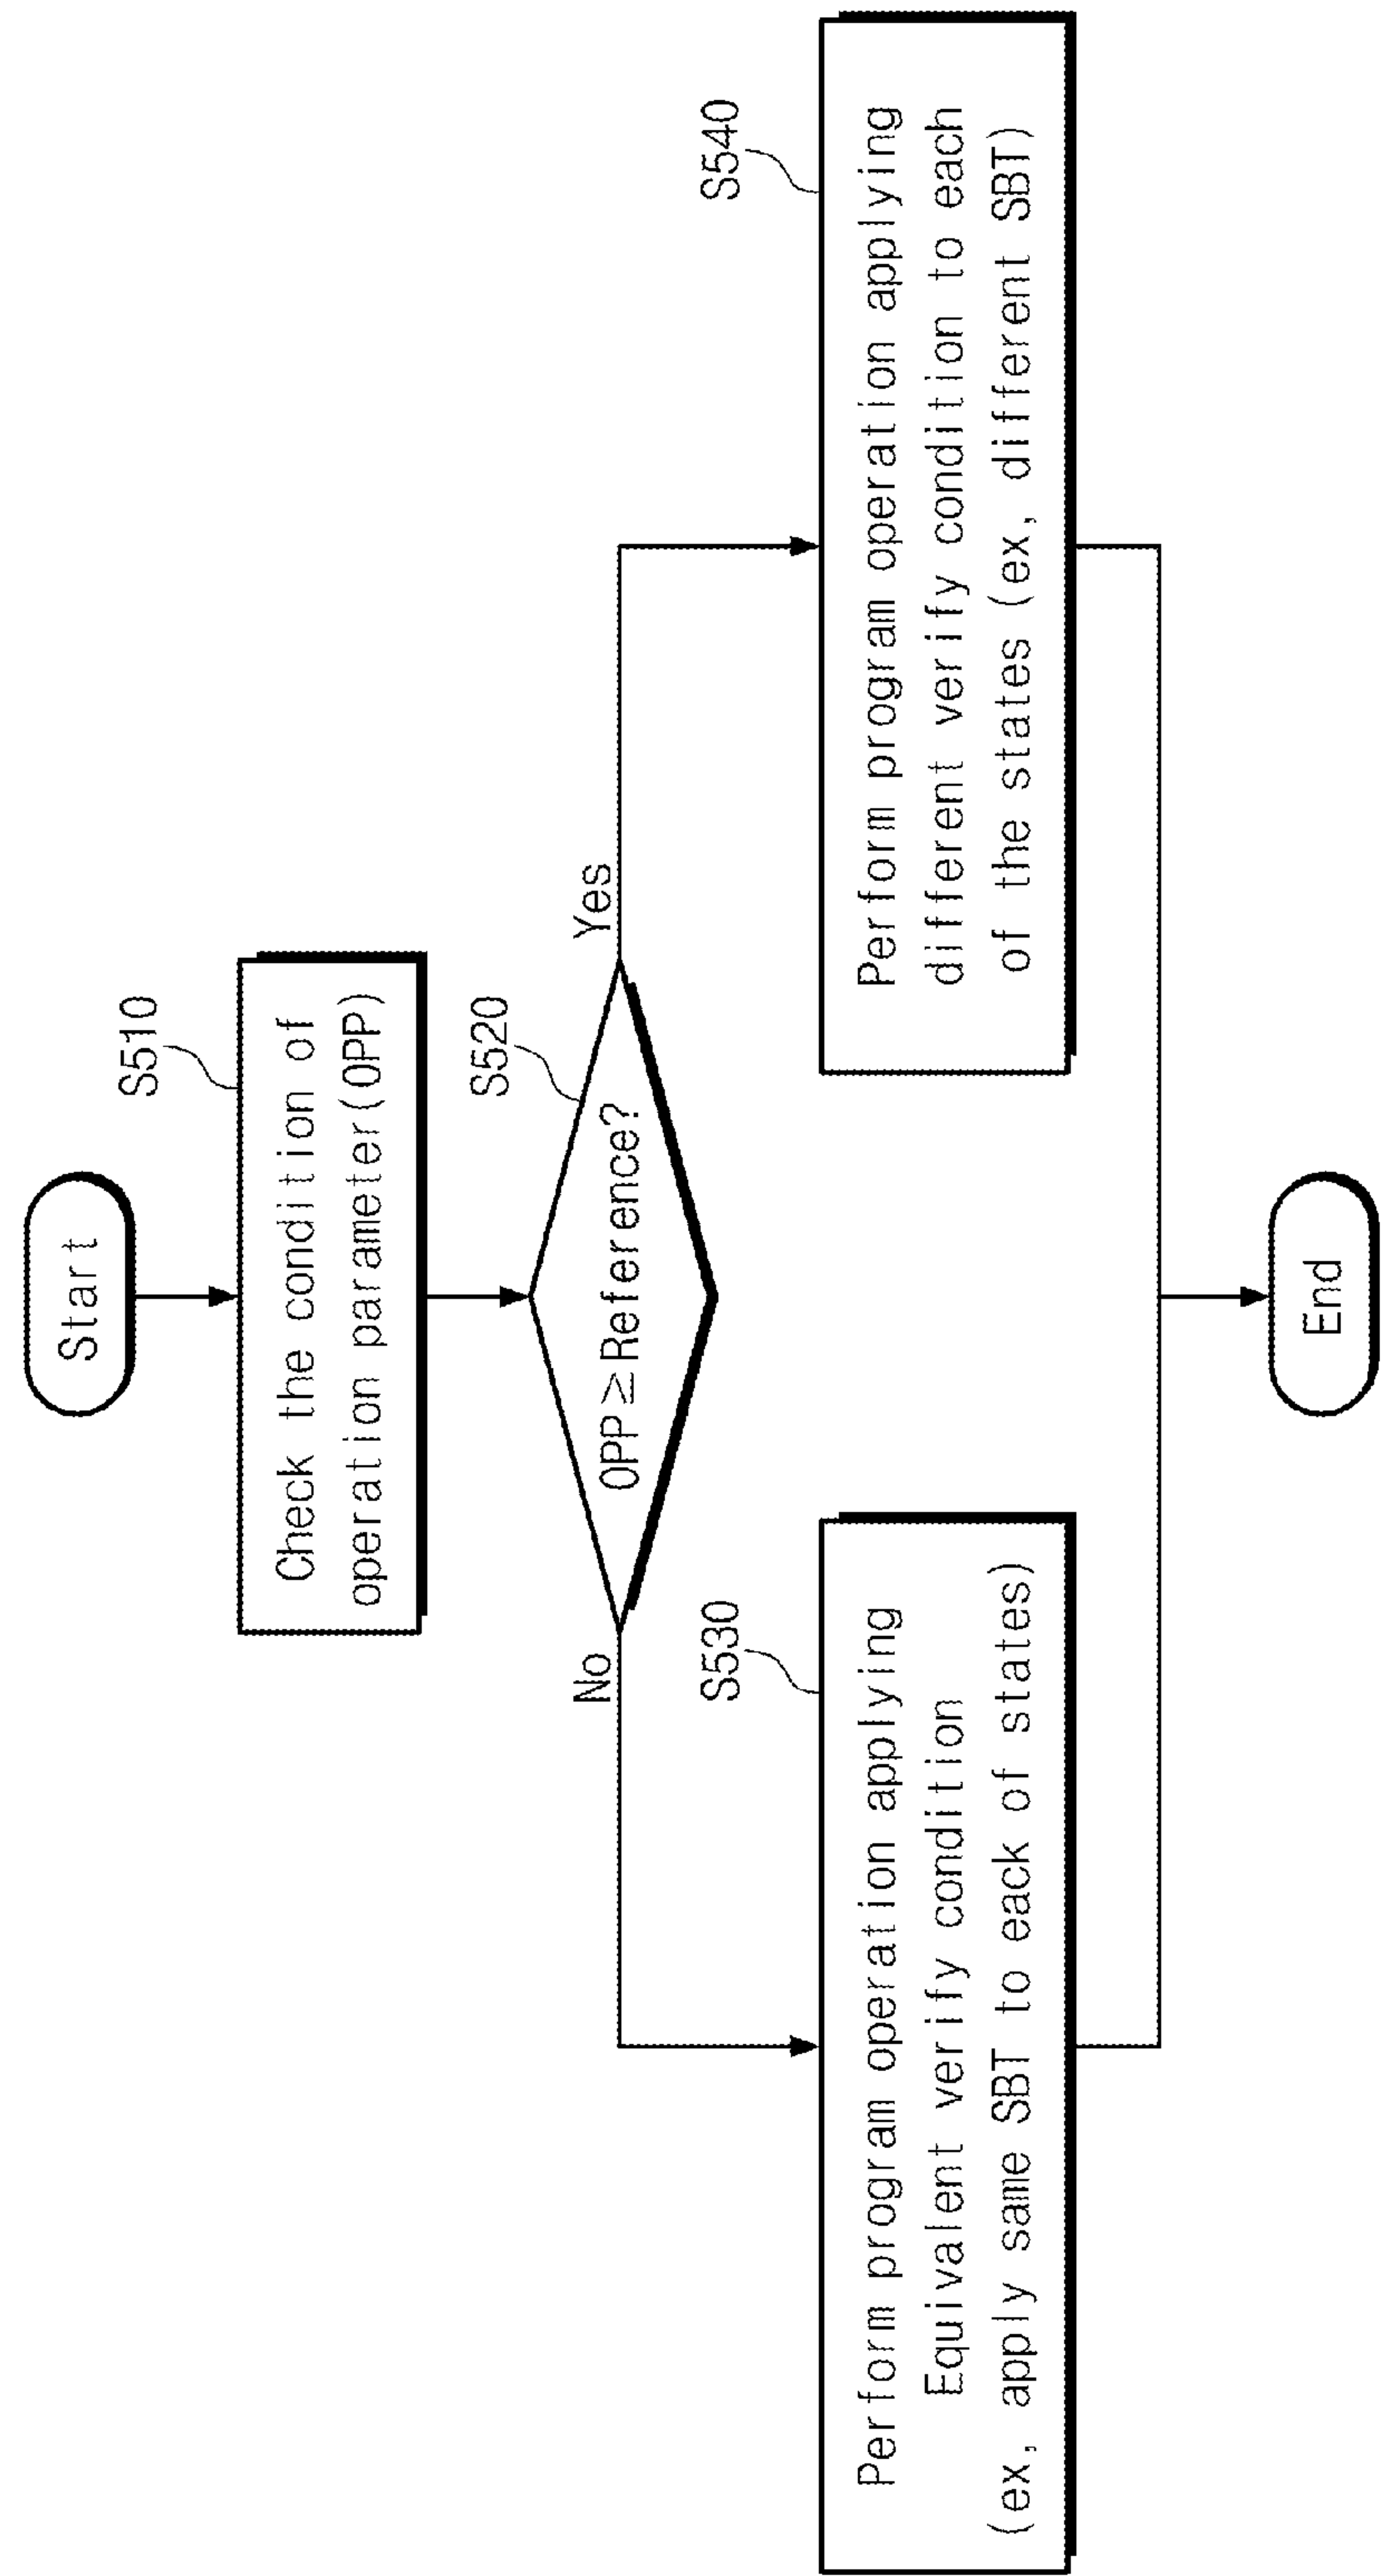 Start
S510
Check the condition of
operation parameter(OPP)
S520
OPP≥Reference?
No
Yes
S530
Perform program operation applying
Equivalent verify condition
(ex, apply same SBT to eack of states)
S540
Perform program operation applying
different verify condition to each
of the states (ex, different SBT)
End